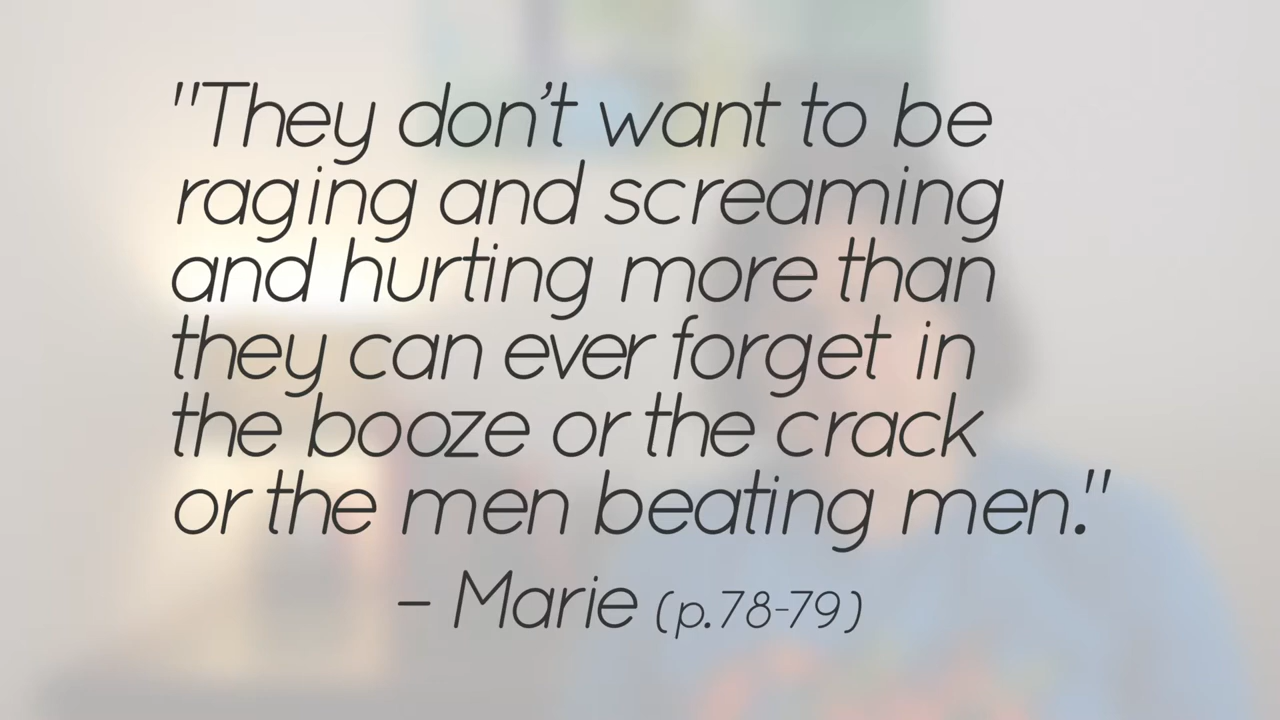 "They don't want to be
raging and screaming
and hurting more than
they can ever forget in
the booze or the crack
or the men beating men."
– Marie (p.78-79)